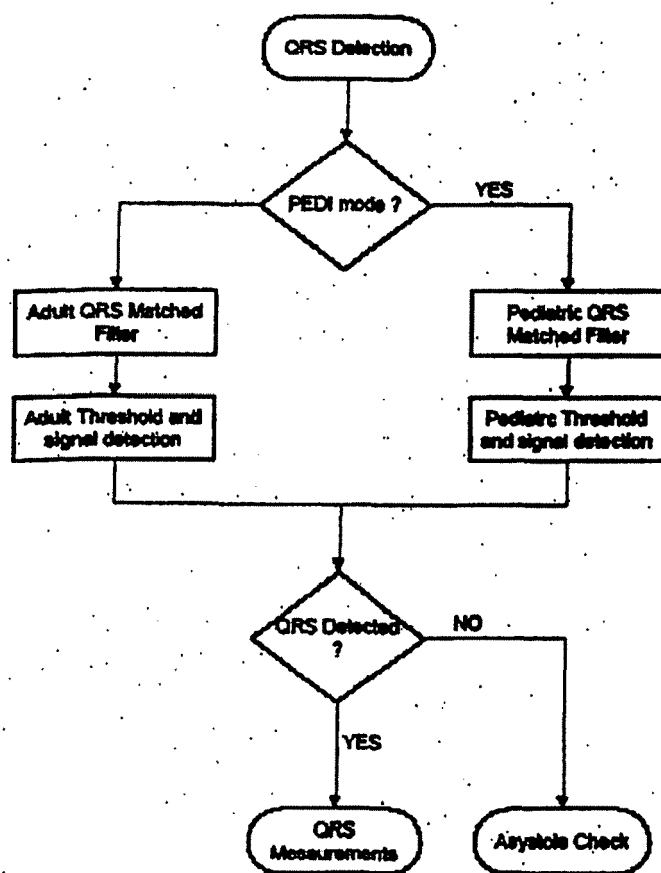 QRS Detection
PEDI mode ?
YES
Adult QRS Matched
Filter
Pediatric QRS
Matched Filter
Adult Threshold and
signal detection
Pediatrc Threshold
and signal detection
QRS Detected
?
NO
YES
QRS
Measurements
Asystole Check